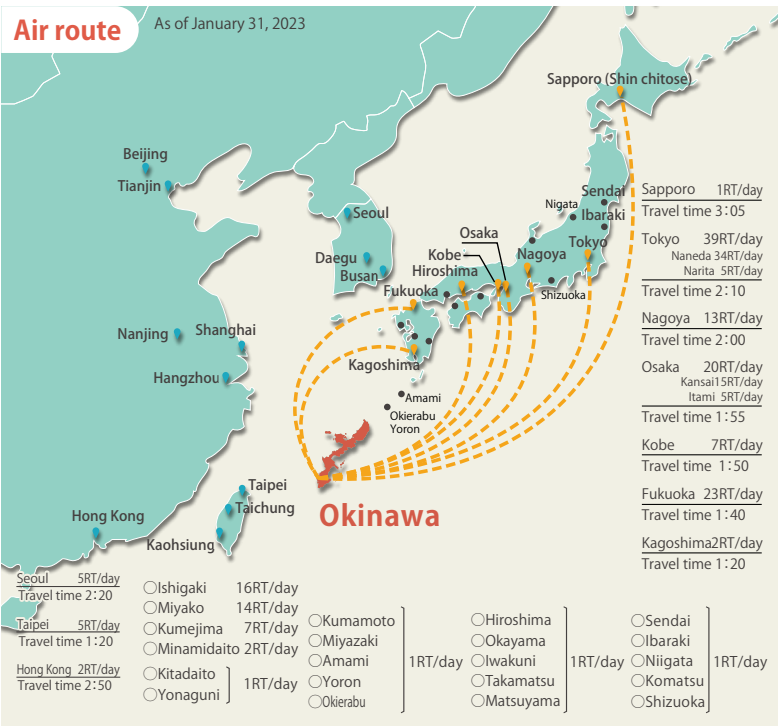 Air route
As of January 31, 2023
Sapporo (Shin chitose)
Beijing
Tianjin
Seoul
Daegu
Busan
Nanjing
Shanghai
Hangzhou
Hong Kong
Taipei
Taichung
Kaohsiung
Sendai
Nigata
Ibaraki
Osaka
Tokyo
Kobe
Nagoya
Hiroshima
Fukuoka
Shizuoka
Kagoshima
Amami
Okierabu
Yoron
Okinawa
Sapporo 1RT/day
Travel time 3:05
Tokyo 39RT/day
Naneda 34RT/day
Narita 5RT/day
Travel time 2:10
Nagoya 13RT/day
Travel time 2:00
Osaka 20RT/day
Kansai15RT/day
Itami 5RT/day
Travel time 1:55
Kobe 7RT/day
Travel time 1:50
Fukuoka 23RT/day
Travel time 1:40
Kagoshima2RT/day
Travel time 1:20
Seoul 5RT/day
Travel time 2:20
Taipei 5RT/day
Travel time 1:20
Hong Kong 2RT/day
Travel time 2:50
○Ishigaki 16RT/day
○Miyako 14RT/day
○Kumejima 7RT/day
○Minamidaito 2RT/day
○Kitadaito
○Yonaguni
1RT/day
○Kumamoto
○Miyazaki
○Amami
○Yoron
○Okierabu
1RT/day
○Hiroshima
○Okayama
○Iwakuni
○Takamatsu
○Matsuyama
1RT/day
○Sendai
○Ibaraki
○Niigata
○Komatsu
○Shizuoka
1RT/day